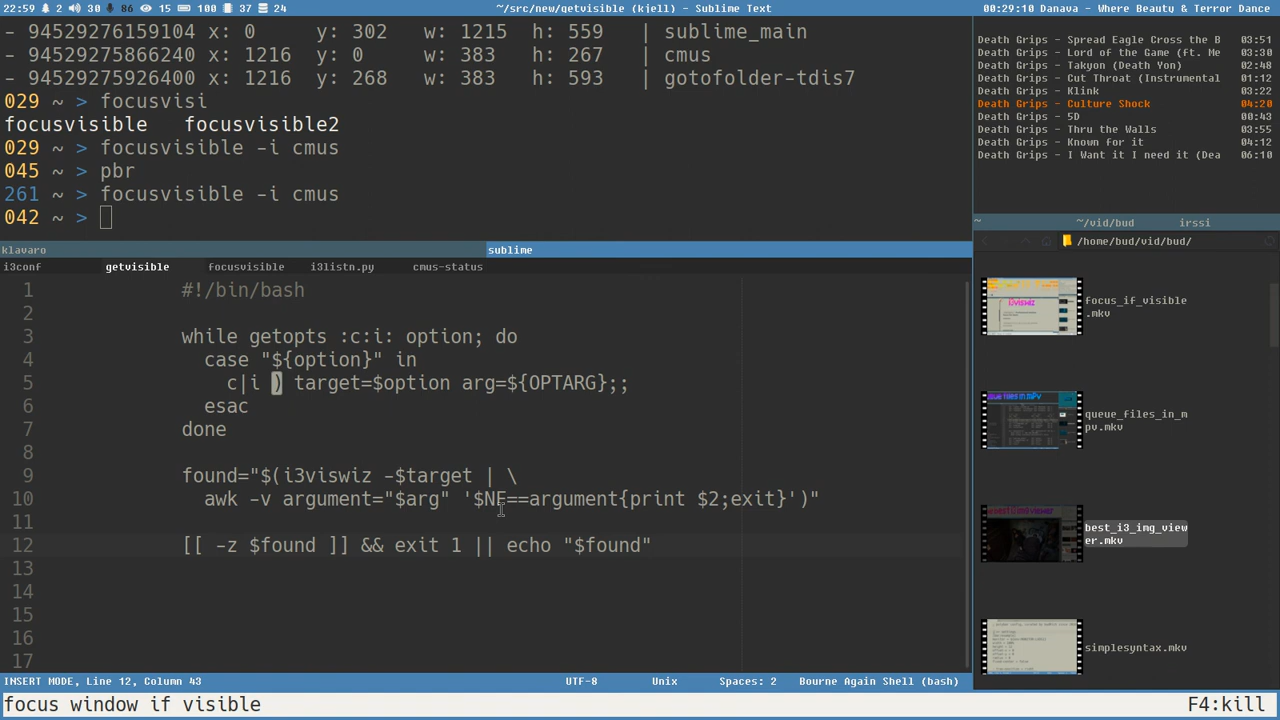 22:59 2 30 86 15 100 37 24
~/src/new/getvisible (kjell) - Sublime Text
00:29:10 Danava - Where Beauty & Terror Dance
- 94529276159104 x: 0 y: 302 w: 1215 h: 559 | sublime_main
- 94529275866240 x: 1216 y: 0 w: 383 h: 267 | cmus
- 94529275926400 x: 1216 y: 268 w: 383 h: 593 | gotofolder-tdis7
029 ~ > focusvisi
focusvisible focusvisible2
029 ~ > focusvisible -i cmus
045 ~ > pbr
261 ~ > focusvisible -i cmus
042 ~ >
Death Grips - Spread Eagle Cross the B 03:51
Death Grips - Lord of the Game (ft. Me 03:30
Death Grips - Takyon (Death Yon) 02:48
Death Grips - Cut Throat (Instrumental 01:12
Death Grips - Klink 03:22
Death Grips - Culture Shock 04:20
Death Grips - 5D 00:43
Death Grips - Thru the Walls 03:55
Death Grips - Known for it 04:12
Death Grips - I Want it I need it (Dea 06:10
klavaro sublime
i3conf getvisible focusvisible i3listn.py cmus-status
1 #!/bin/bash
2
3 while getopts :c:i: option; do
4 case "${option}" in
5 c|i ) target=$option arg=${OPTARG};;
6 esac
7 done
8
9 found="$(i3viswiz -$target | \
10 awk -v argument="$arg" '$NF==argument{print $2;exit}')"
11
12 [[ -z $found ]] && exit 1 || echo "$found"
13
14
15
16
17
INSERT MODE, Line 12, Column 43 UTF-8 Unix Spaces: 2 Bourne Again Shell (bash)
~ ~/vid/bud irssi
/home/bud/vid/bud/
focus_if_visible
.mkv
queue_files_in_m
pv.mkv
best_i3_img_view
er.mkv
simplesyntax.mkv
focus window if visible F4:kill